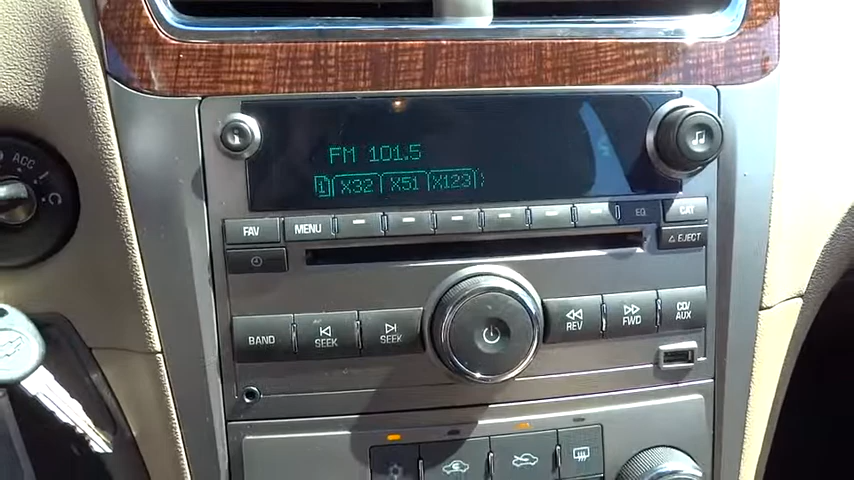 ACC
FM 101.5
1 X32 X51 X123
FAV MENU INFO CAT
EJECT
BAND SEEK SEEK REV FWD CD/AUX